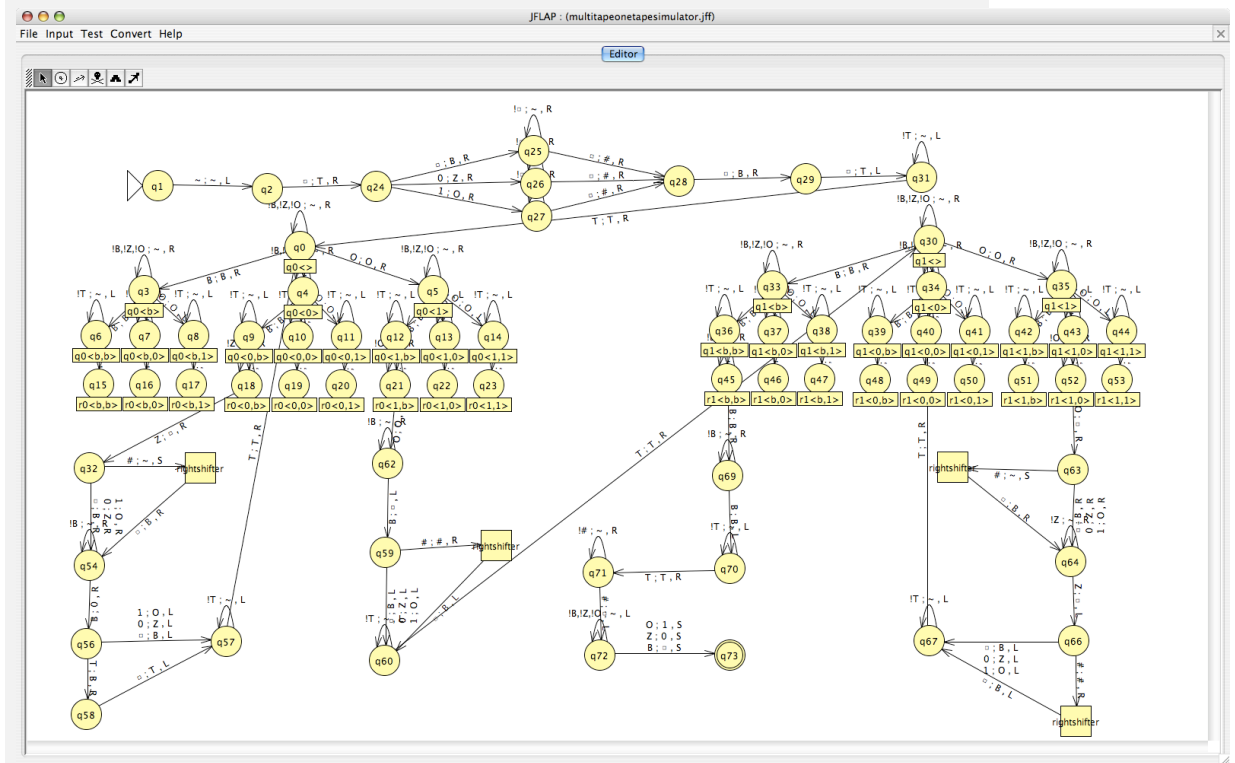 JFLAP : (multitapeonetapesimulator.jff)
File Input Test Convert Help
Editor
!□ ; ~ , R
q1
~ ; ~ , L
q2
□ ; T , R
q24
□ ; B , R
0 ; Z , R
1 ; O , R
q25
q26
q27
□ ; # , R
□ ; # , R
□ ; # , R
q28
□ ; B , R
q29
□ ; T , L
q31
!T ; ~ , L
T ; T , R
!B,!Z,!O ; ~ , R
q0
q0<>
B ; B , R
O ; O , R
!B,!Z,!O ; ~ , R
q3
q0<b>
q4
q0<0>
!B,!Z,!O ; ~ , R
q5
q0<1>
!T ; ~ , L
!T ; ~ , L
!T ; ~ , L
!T ; ~ , L
!T ; ~ , L
!T ; ~ , L
q6 q7 q8 q9 q10 q11 q12 q13 q14
q0<b,b> q0<b,0> q0<b,1> q0<0,b> q0<0,0> q0<0,1> q0<1,b> q0<1,0> q0<1,1>
q15 q16 q17 q18 q19 q20 q21 q22 q23
r0<b,b> r0<b,0> r0<b,1> r0<0,b> r0<0,0> r0<0,1> r0<1,b> r0<1,0> r0<1,1>
!B,!Z,!O ; ~ , R
q30
q1<>
B ; B , R
O ; O , R
!B,!Z,!O ; ~ , R
q33
q1<b>
q34
q1<0>
!B,!Z,!O ; ~ , R
q35
q1<1>
!T ; ~ , L
!T ; ~ , L
!T ; ~ , L
!T ; ~ , L
!T ; ~ , L
!T ; ~ , L
q36 q37 q38 q39 q40 q41 q42 q43 q44
q1<b,b> q1<b,0> q1<b,1> q1<0,b> q1<0,0> q1<0,1> q1<1,b> q1<1,0> q1<1,1>
q45 q46 q47 q48 q49 q50 q51 q52 q53
r1<b,b> r1<b,0> r1<b,1> r1<0,b> r1<0,0> r1<0,1> r1<1,b> r1<1,0> r1<1,1>
Z ; □ , R
T ; T , R
q32
# ; ~ , S
rightshifter
□ ; B , R
1 ; O , R
0 ; Z , R
□ ; B , R
!B ; ~ , R
q54
q56
1 ; O , L
0 ; Z , L
□ ; B , L
!T ; ~ , L
q57
T ; B , R
□ ; T , L
q58
!B ; ~ , R
q62
B ; □ , L
q59
# ; # , R
rightshifter
□ ; B , L
□ ; B , L
0 ; Z , L
1 ; O , L
q60
T ; T , R
B ; B , R
!B ; ~ , R
q69
B ; B , L
!T ; ~ , L
q70
T ; T , R
!# ; ~ , R
q71
!B,!Z,!O ; ~ , L
q72
O ; 1 , S
Z ; 0 , S
B ; □ , S
q73
T ; T , R
q63
# ; ~ , S
rightshifter
□ ; B , R
□ ; B , R
1 ; O , R
!Z ; ~ , R
q64
Z ; □ , L
q66
□ ; B , L
0 ; Z , L
1 ; O , L
!T ; ~ , L
q67
# ; # , R
□ ; B , L
rightshifter